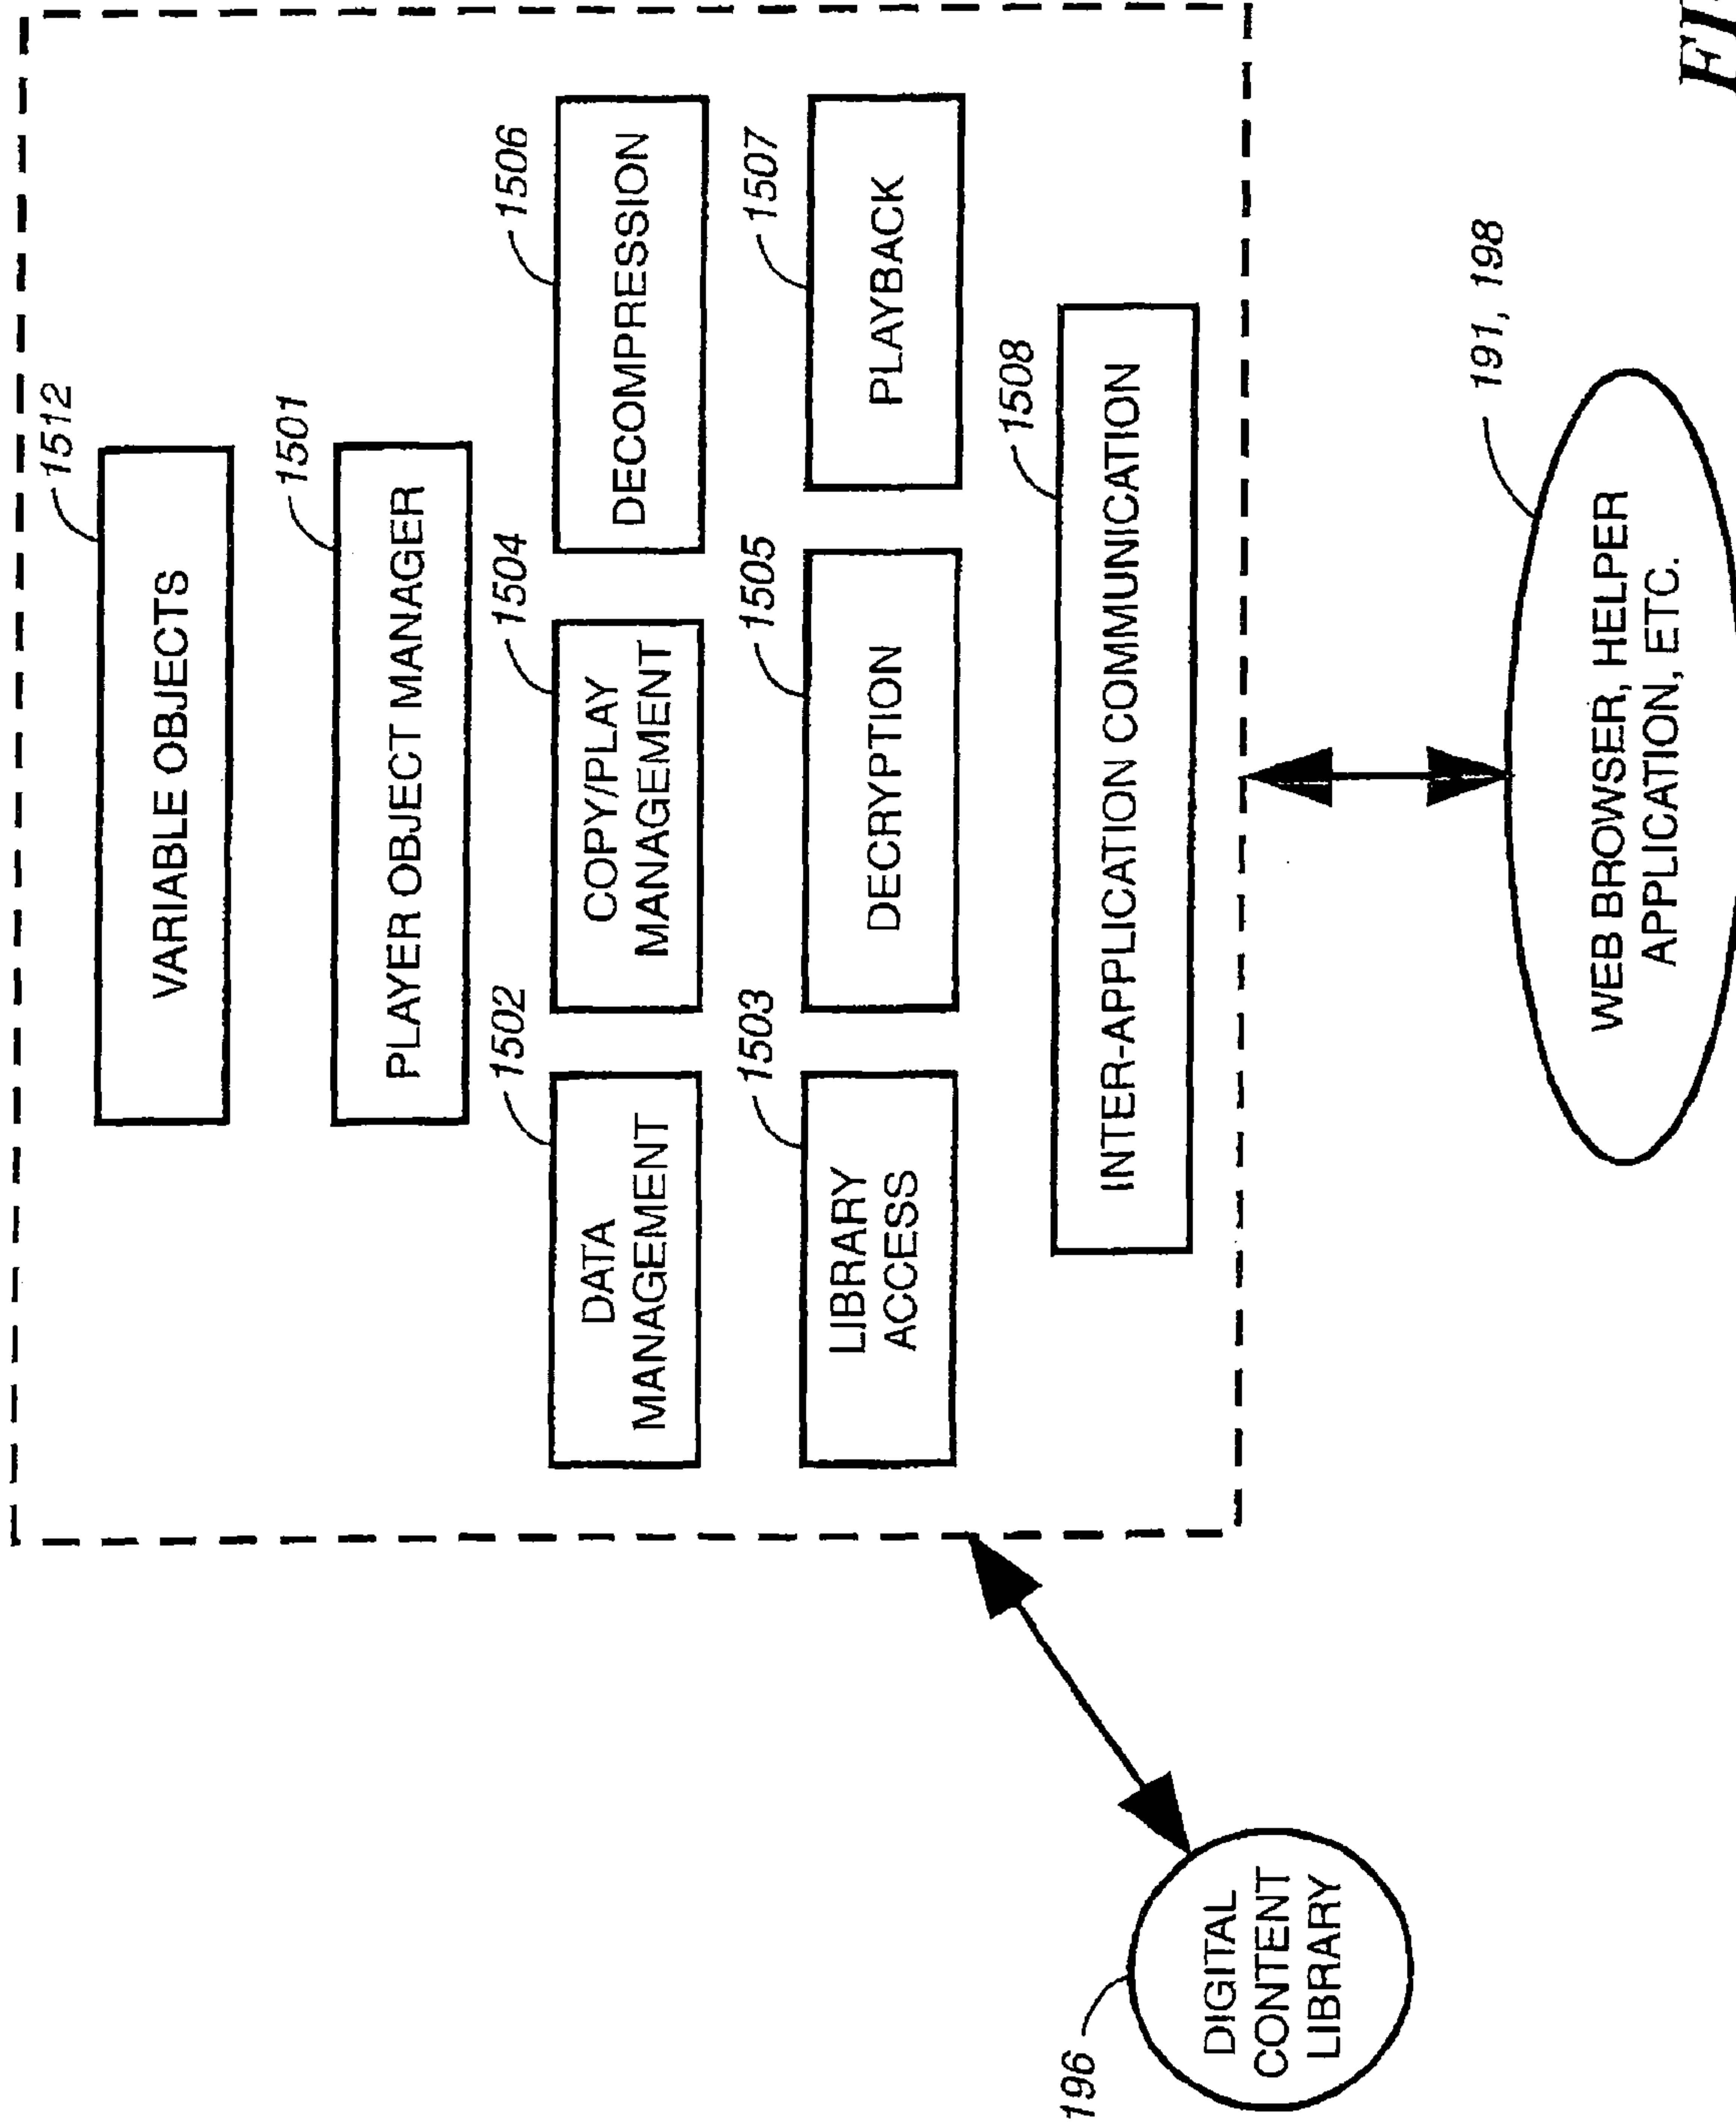 1512
VARIABLE OBJECTS
1501
PLAYER OBJECT MANAGER
1502
DATA
MANAGEMENT
1504
COPY/PLAY
MANAGEMENT
1506
DECOMPRESSION
1503
LIBRARY
ACCESS
1505
DECRYPTION
1507
PLAYBACK
1508
INTER-APPLICATION COMMUNICATION
196
DIGITAL
CONTENT
LIBRARY
191, 198
WEB BROWSER, HELPER
APPLICATION, ETC.